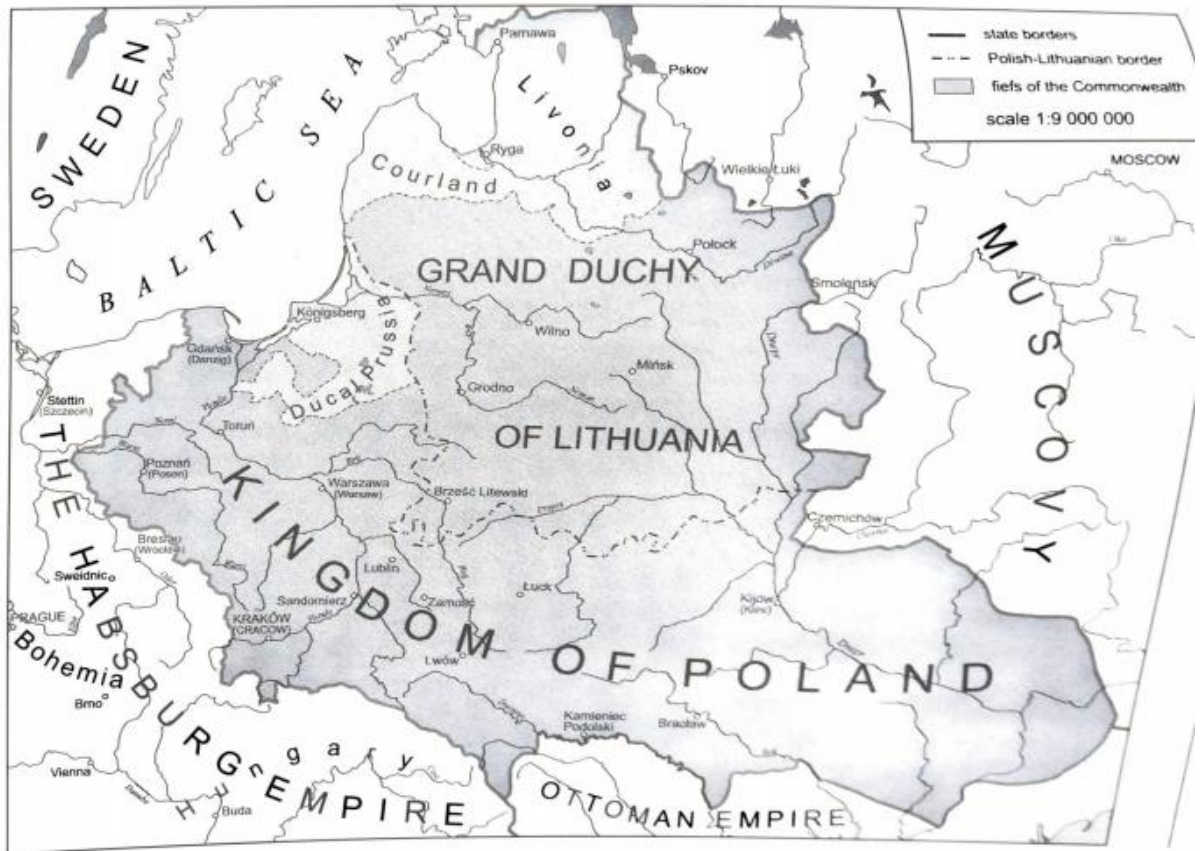 state borders
Polish-Lithuanian border
fiefs of the Commonwealth
scale 1:9 000 000
SWEDEN
BALTIC SEA
Parnawa
Pskov
Livonia
Ryga
Courland
Wielkie Łuki
MOSCOW
MUSCOVY
Połock
Smoleńsk
GRAND DUCHY
OF LITHUANIA
Königsberg
Wilno
Gdańsk
(Danzig)
Ducal Prussia
Mińsk
Grodno
Stettin
(Szczecin)
Toruń
Poznań
(Posen)
Warszawa
(Warsaw)
Brześć Litewski
KINGDOM OF POLAND
Czernichów
Breslau
(Wrocław)
Sweidnic
Lublin
Łuck
Zamość
Sandomierz
Kijów
(Kiev)
PRAGUE
KRAKÓW
(CRACOW)
Bohemia
Lwów
Brno
Kamieniec
Podolski
Bracław
THE HABSBURG EMPIRE
Vienna
Buda
OTTOMAN EMPIRE